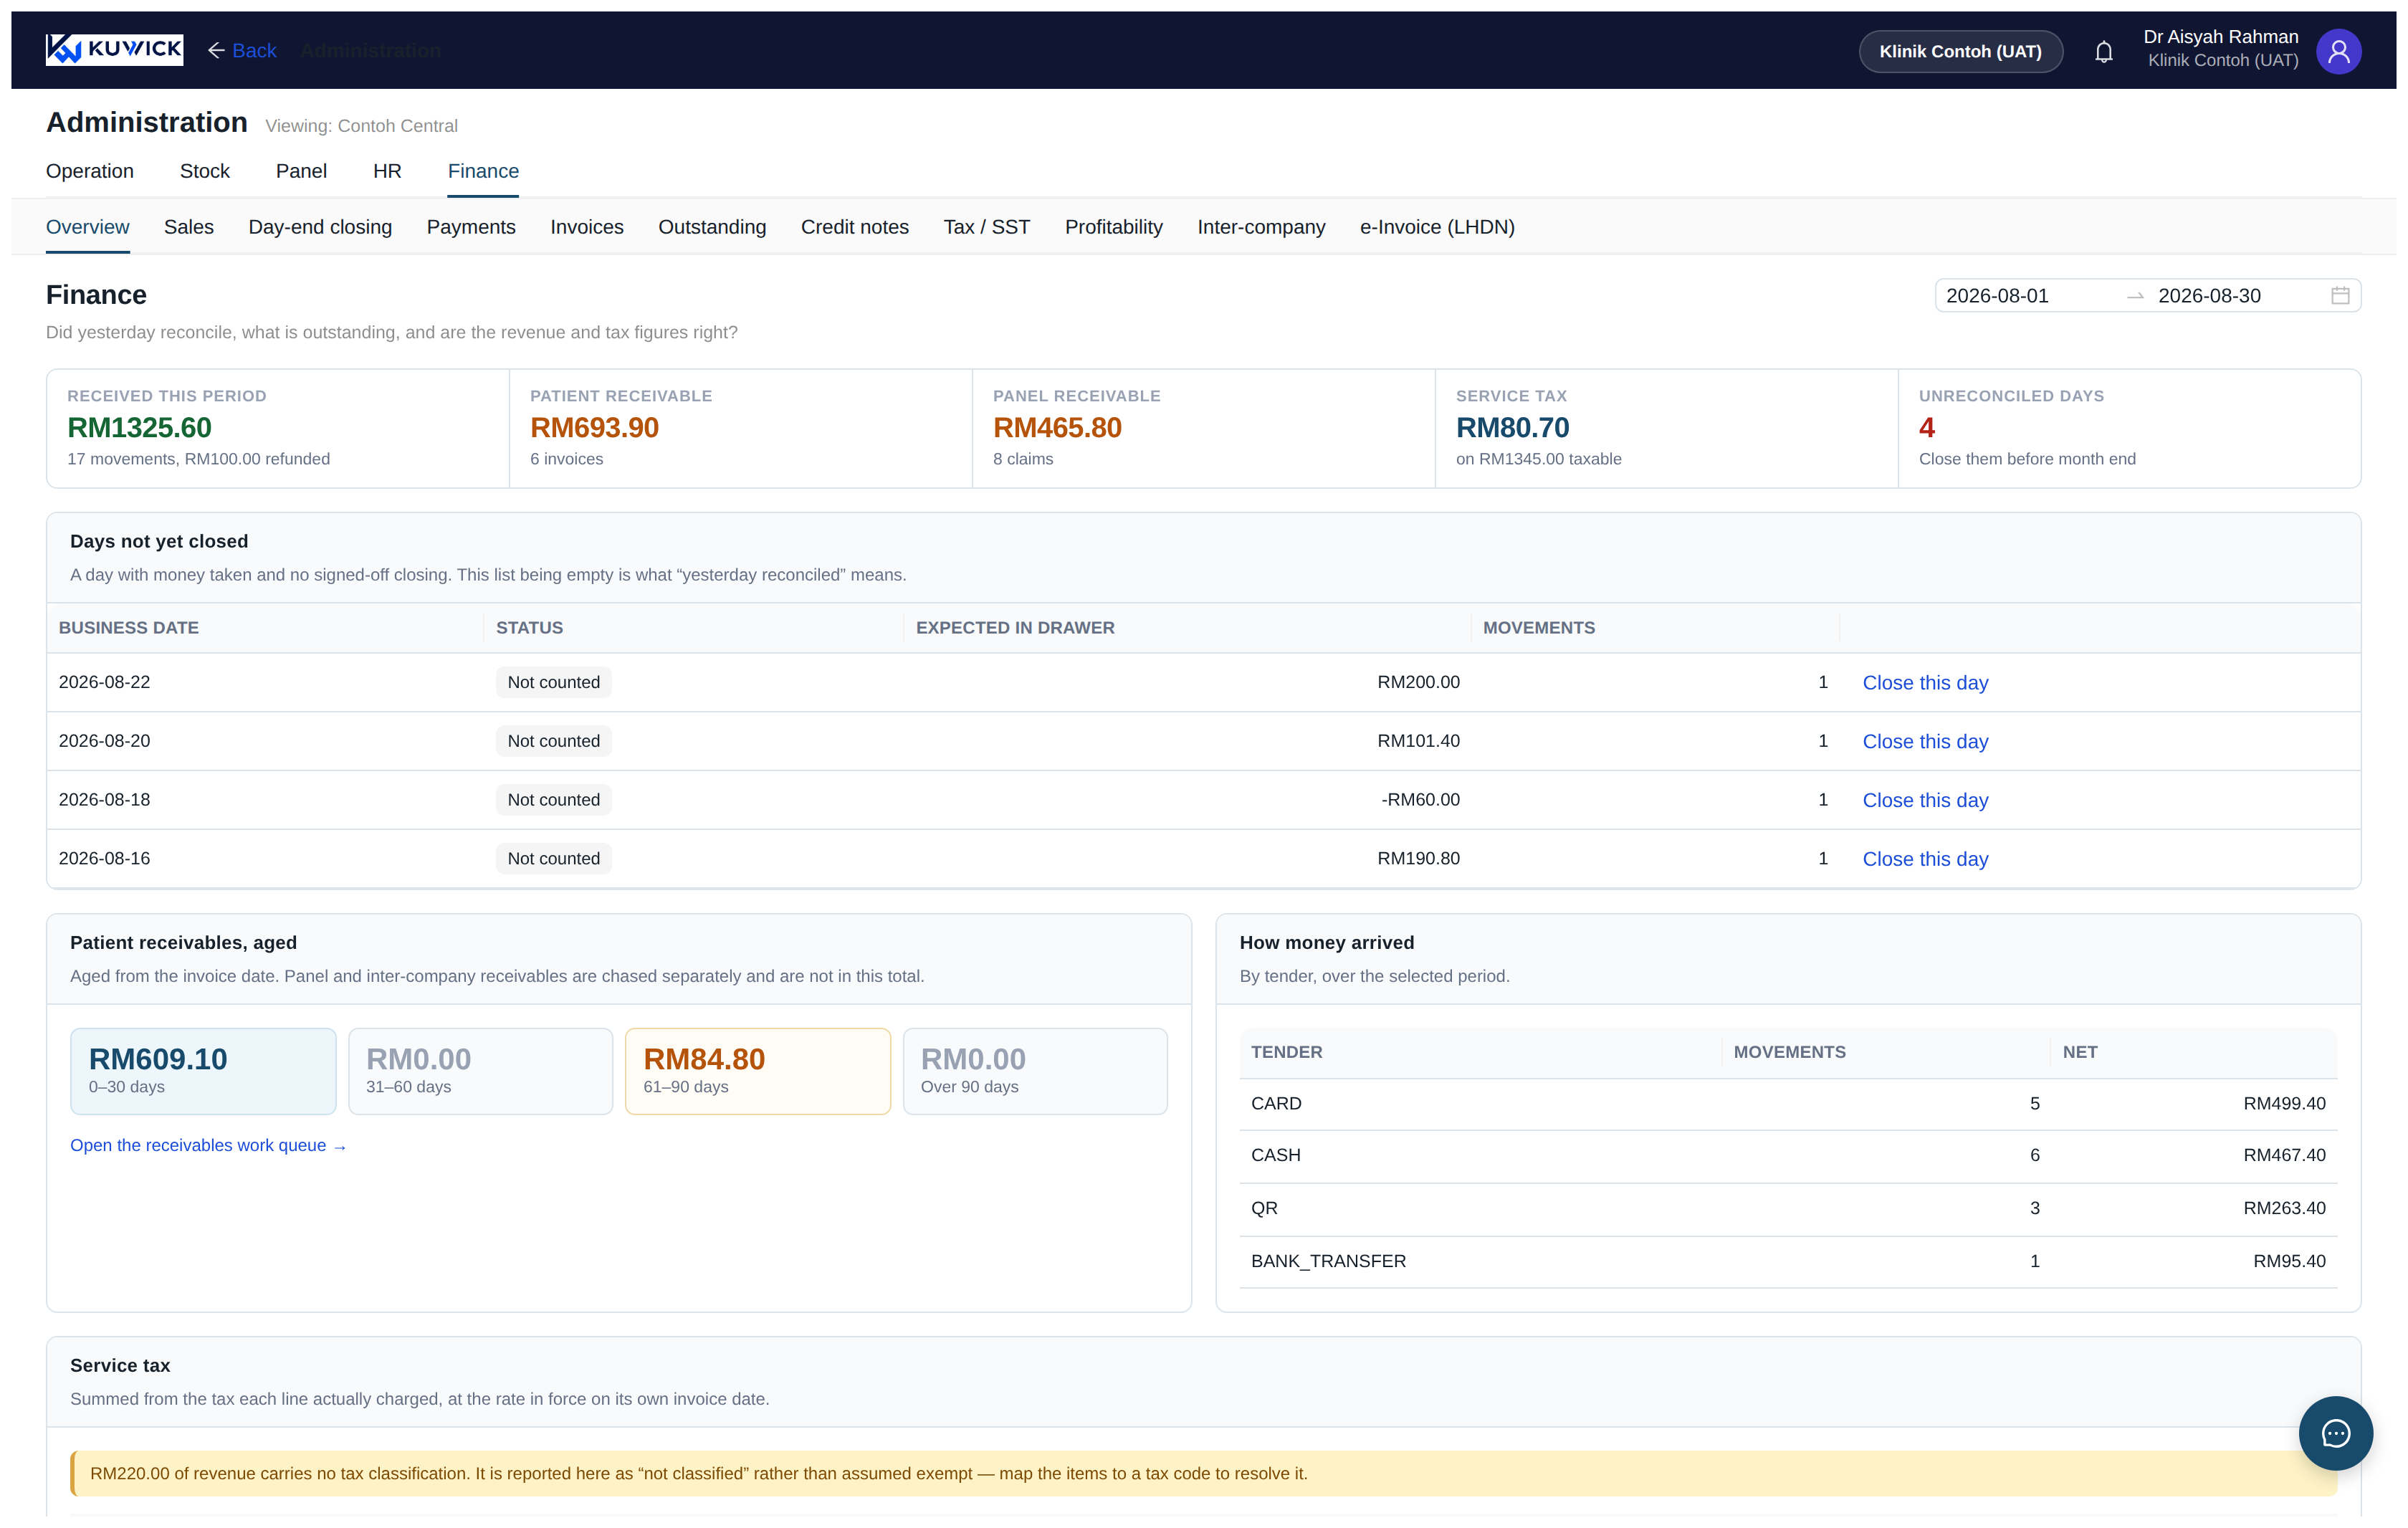 KUWICK
Back Administration
Klinik Contoh (UAT)
Dr Aisyah Rahman
Klinik Contoh (UAT)
Administration Viewing: Contoh Central
Operation Stock Panel HR Finance
Overview Sales Day-end closing Payments Invoices Outstanding Credit notes Tax / SST Profitability Inter-company e-Invoice (LHDN)
Finance
2026-08-01 2026-08-30
Did yesterday reconcile, what is outstanding, and are the revenue and tax figures right?
RECEIVED THIS PERIOD
RM1325.60
17 movements, RM100.00 refunded
PATIENT RECEIVABLE
RM693.90
6 invoices
PANEL RECEIVABLE
RM465.80
8 claims
SERVICE TAX
RM80.70
on RM1345.00 taxable
UNRECONCILED DAYS
4
Close them before month end
Days not yet closed
A day with money taken and no signed-off closing. This list being empty is what “yesterday reconciled” means.
BUSINESS DATE STATUS EXPECTED IN DRAWER MOVEMENTS
2026-08-22 Not counted RM200.00 1 Close this day
2026-08-20 Not counted RM101.40 1 Close this day
2026-08-18 Not counted -RM60.00 1 Close this day
2026-08-16 Not counted RM190.80 1 Close this day
Patient receivables, aged
Aged from the invoice date. Panel and inter-company receivables are chased separately and are not in this total.
RM609.10
0–30 days
RM0.00
31–60 days
RM84.80
61–90 days
RM0.00
Over 90 days
Open the receivables work queue →
How money arrived
By tender, over the selected period.
TENDER MOVEMENTS NET
CARD 5 RM499.40
CASH 6 RM467.40
QR 3 RM263.40
BANK_TRANSFER 1 RM95.40
Service tax
Summed from the tax each line actually charged, at the rate in force on its own invoice date.
RM220.00 of revenue carries no tax classification. It is reported here as “not classified” rather than assumed exempt — map the items to a tax code to resolve it.